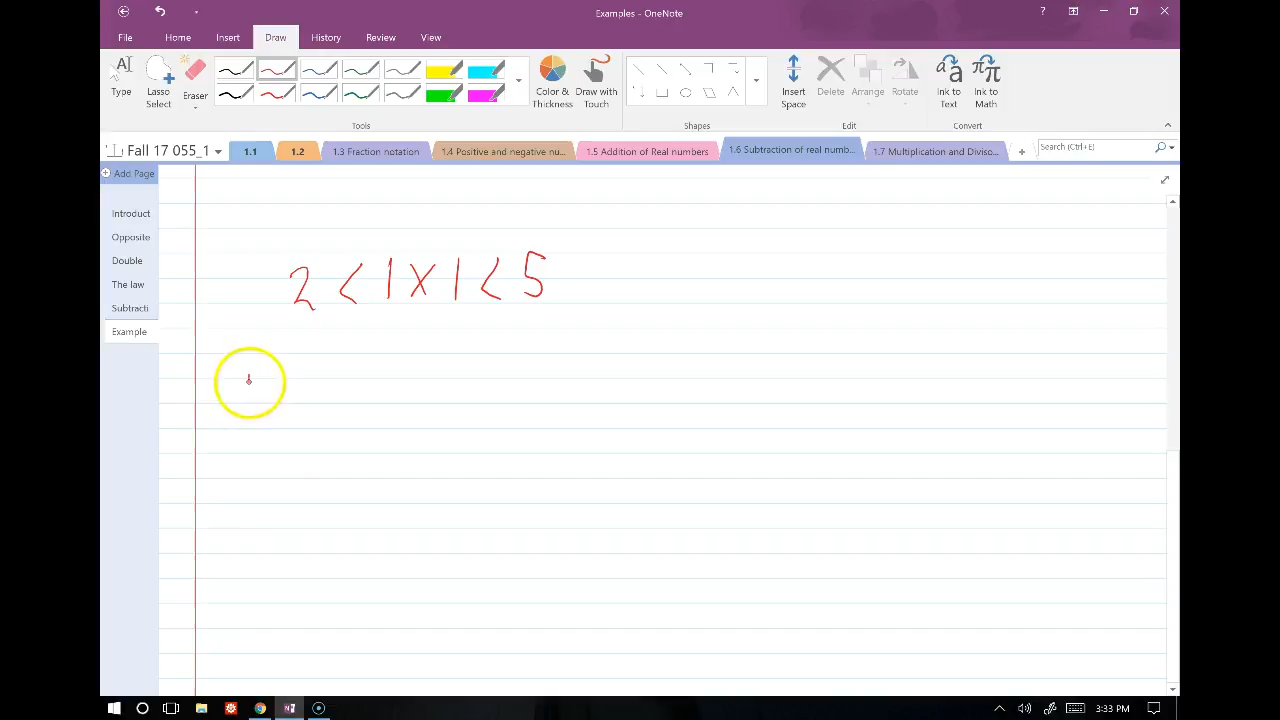 Examples - OneNote
?
File Home Insert Draw History Review View
Type
Lasso Select
Eraser
Color & Thickness
Draw with Touch
Insert Space
Delete
Arrange
Rotate
Ink to Text
Ink to Math
Tools Shapes Edit Convert
Fall 17 055_1 1.1 1.2 1.3 Fraction notation 1.4 Positive and negative nu... 1.5 Addition of Real numbers 1.6 Subtraction of real numb... 1.7 Multiplication and Diviso... Search (Ctrl+E)
Add Page
Introduct
Opposite
Double
The law
Subtracti
Example
2 < |x| < 5
3:33 PM